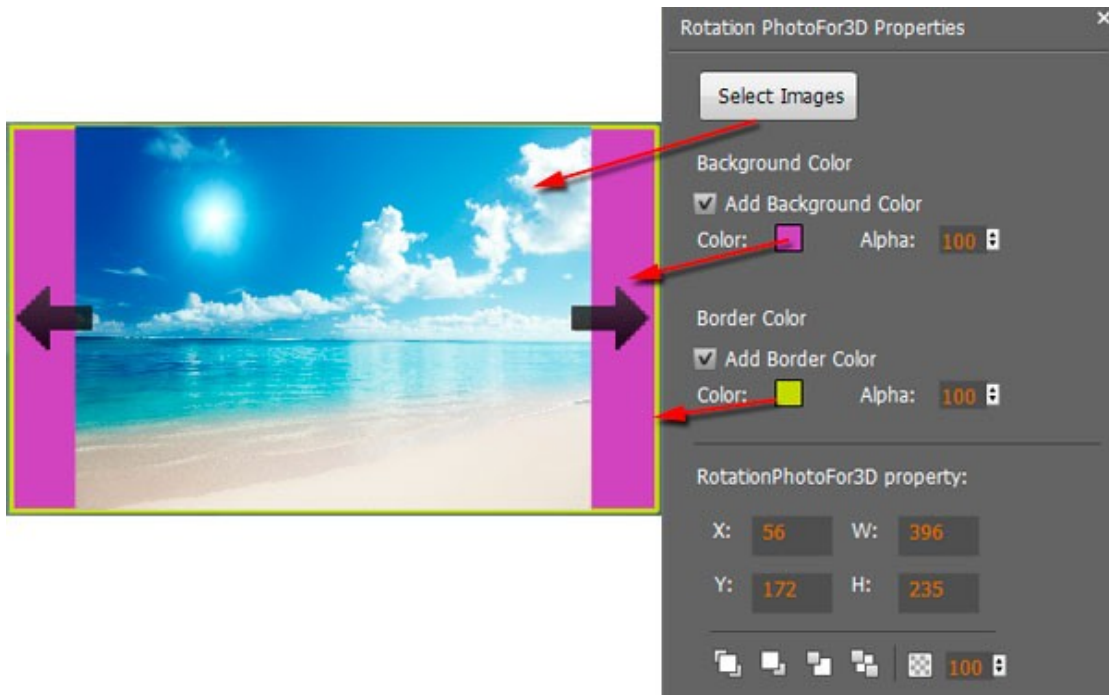 Rotation PhotoFor3D Properties
Select Images
Background Color
Add Background Color
Color: Alpha: 100
Border Color
Add Border Color
Color: Alpha: 100
RotationPhotoFor3D property:
X: 56 W: 396
Y: 172 H: 235
100